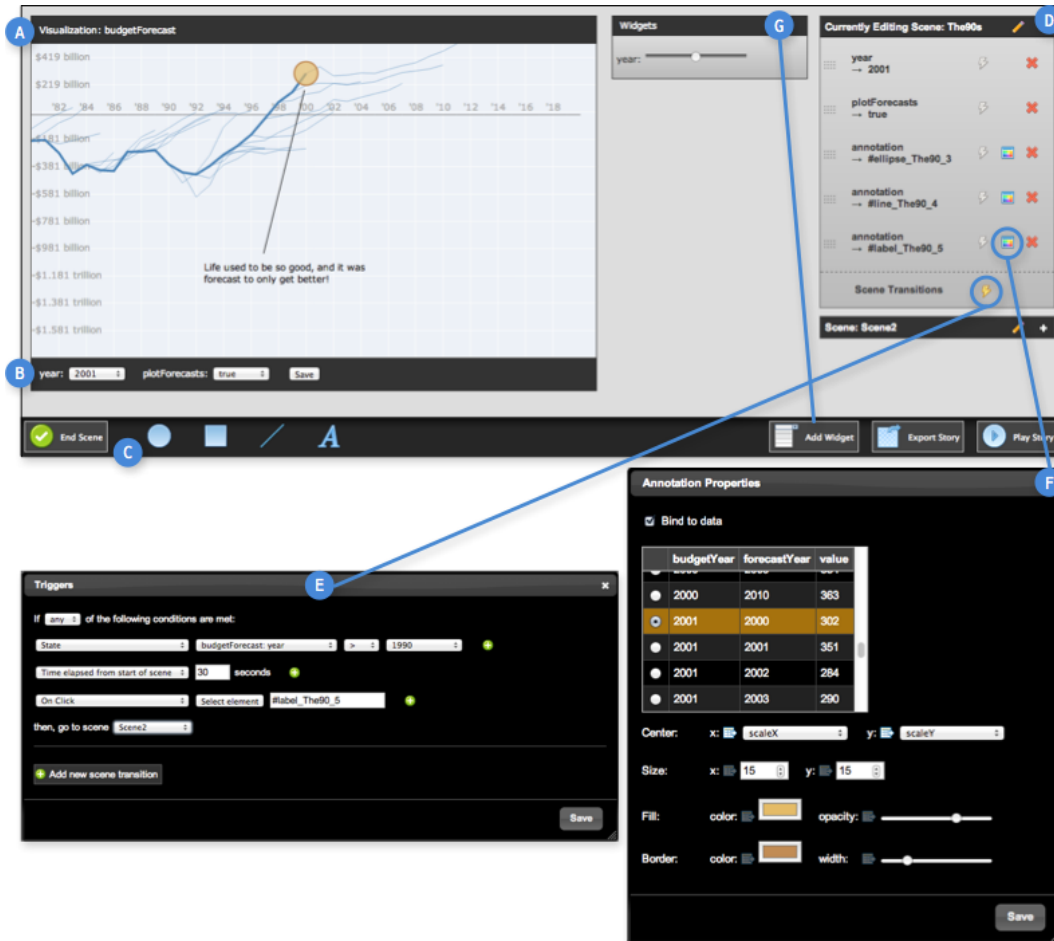 A
Visualization: budgetForecast
$419 billion
$219 billion
'82 '84 '86 '88 '90 '92 '94 '96 '98 '00 '02 '04 '06 '08 '10 '12 '14 '16 '18
-$181 billion
-$381 billion
-$581 billion
-$781 billion
-$981 billion
-$1.181 trillion
-$1.381 trillion
-$1.581 trillion
Life used to be so good, and it was
forecast to only get better!
B
year: 2001 plotForecasts: true Save
Widgets
G
year:
Currently Editing Scene: The90s
D
year
→ 2001
plotForecasts
→ true
annotation
→ #ellipse_The90_3
annotation
→ #line_The90_4
annotation
→ #label_The90_5
Scene Transitions
Scene: Scene2 +
End Scene
C
A
Add Widget Export Story Play Story
E
Triggers x
If any of the following conditions are met:
State budgetForecast: year > 1990
Time elapsed from start of scene 30 seconds
On Click Select element #label_The90_5
then, go to scene Scene2
Add new scene transition
Save
F
Annotation Properties
Bind to data
budgetYear forecastYear value
2000 2010 363
2001 2000 302
2001 2001 351
2001 2002 284
2001 2003 290
Center: x: scaleX y: scaleY
Size: x: 15 y: 15
Fill: color: opacity:
Border: color: width:
Save